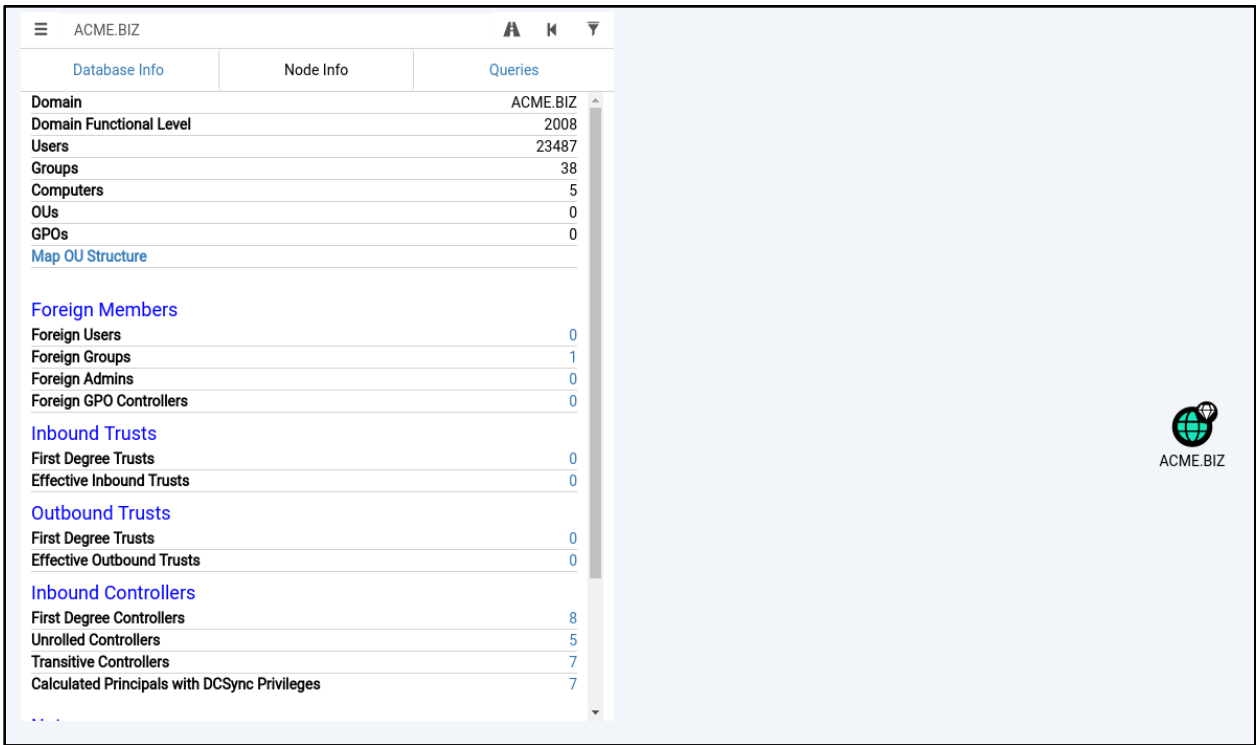 ACME.BIZ
Database Info Node Info Queries
Domain ACME.BIZ
Domain Functional Level 2008
Users 23487
Groups 38
Computers 5
OUs 0
GPOs 0
Map OU Structure
Foreign Members
Foreign Users 0
Foreign Groups 1
Foreign Admins 0
Foreign GPO Controllers 0
Inbound Trusts
First Degree Trusts 0
Effective Inbound Trusts 0
Outbound Trusts
First Degree Trusts 0
Effective Outbound Trusts 0
Inbound Controllers
First Degree Controllers 8
Unrolled Controllers 5
Transitive Controllers 7
Calculated Principals with DCSync Privileges 7
ACME.BIZ